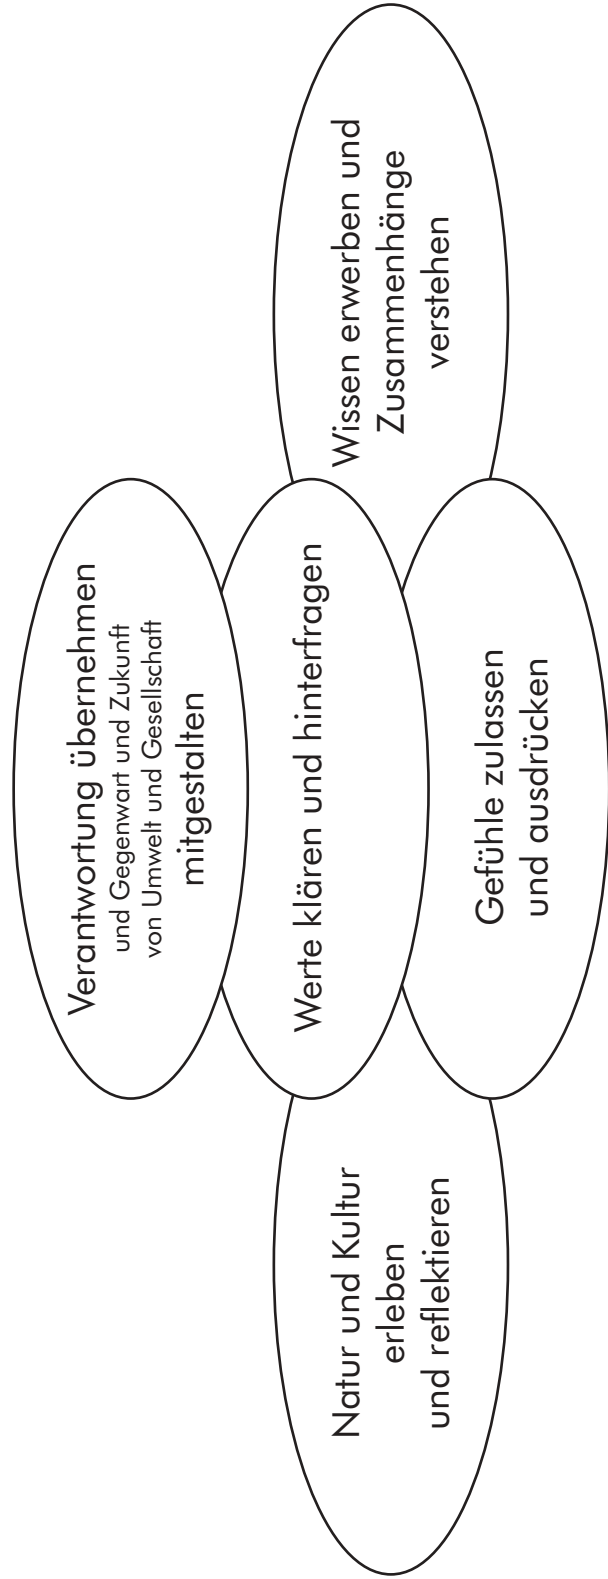 Verantwortung übernehmen
und Gegenwart und Zukunft
von Umwelt und Gesellschaft
mitgestalten
Werte klären und hinterfragen
Natur und Kultur
erleben
und reflektieren
Wissen erwerben und
Zusammenhänge
verstehen
Gefühle zulassen
und ausdrücken